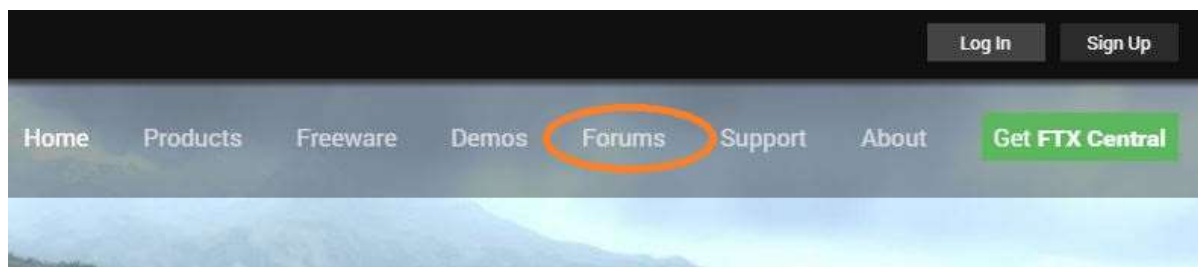 Log In Sign Up
Home Products Freeware Demos Forums Support About Get FTX Central